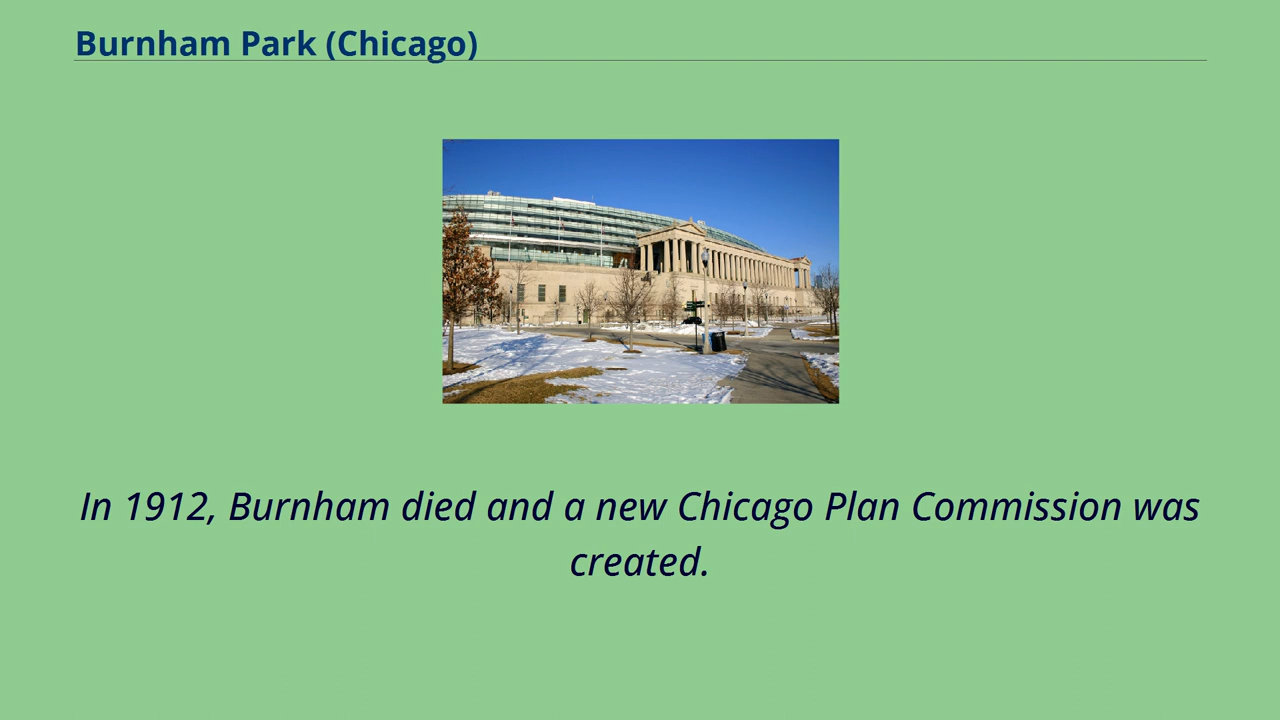 Burnham Park (Chicago)
In 1912, Burnham died and a new Chicago Plan Commission was
created.